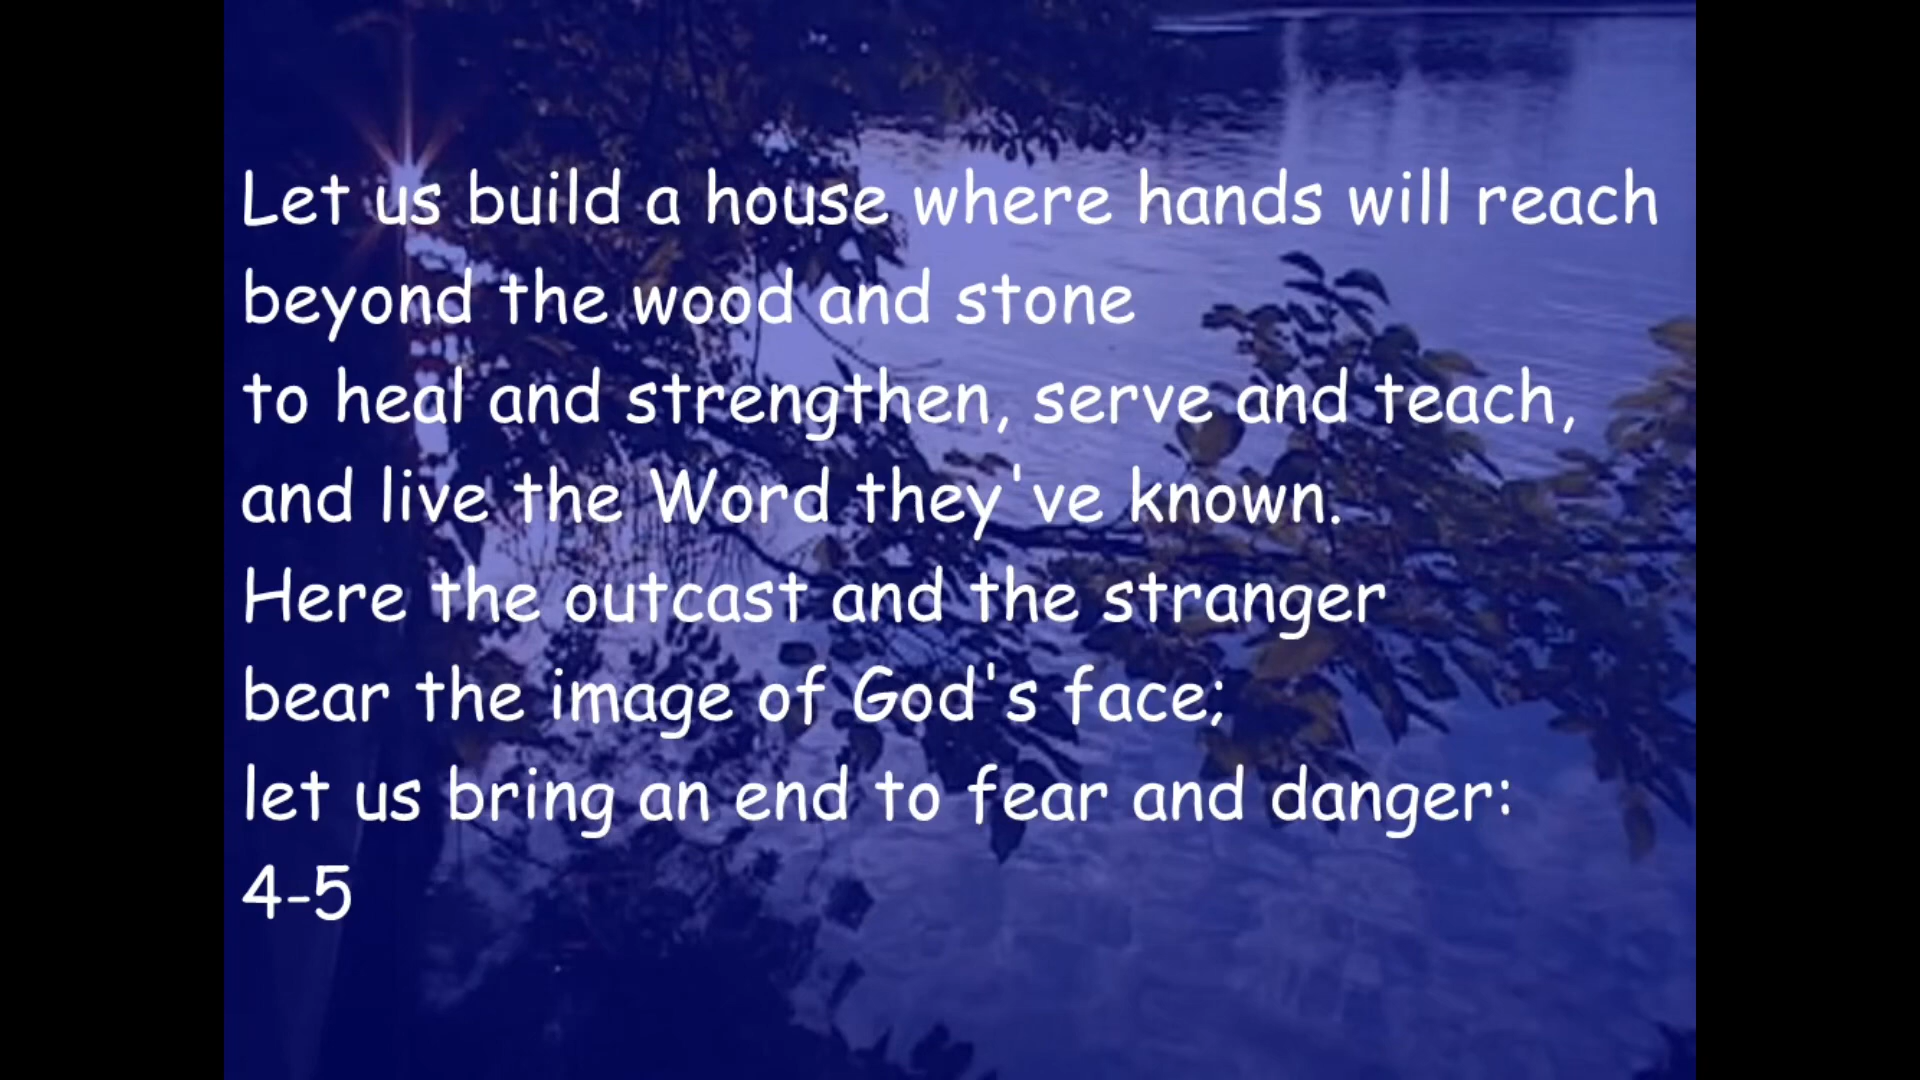 Let us build a house where hands will reach
beyond the wood and stone
to heal and strengthen, serve and teach,
and live the Word they've known.
Here the outcast and the stranger
bear the image of God's face;
let us bring an end to fear and danger:
4-5